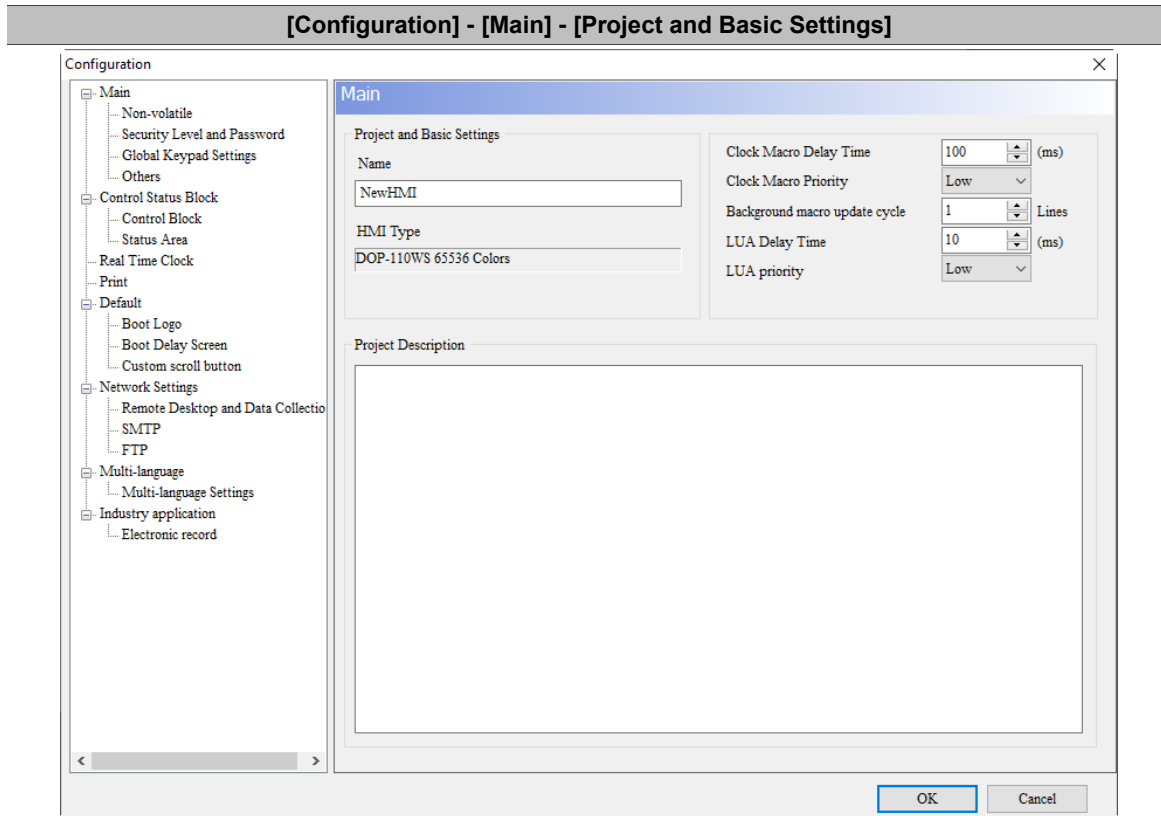 [Configuration] - [Main] - [Project and Basic Settings]
Configuration
Main
Non-volatile
Security Level and Password
Global Keypad Settings
Others
Control Status Block
Control Block
Status Area
Real Time Clock
Print
Default
Boot Logo
Boot Delay Screen
Custom scroll button
Network Settings
Remote Desktop and Data Collectio
SMTP
FTP
Multi-language
Multi-language Settings
Industry application
Electronic record
Main
Project and Basic Settings
Name
NewHMI
HMI Type
DOP-110WS 65536 Colors
Clock Macro Delay Time 100 (ms)
Clock Macro Priority Low
Background macro update cycle 1 Lines
LUA Delay Time 10 (ms)
LUA priority Low
Project Description
OK Cancel